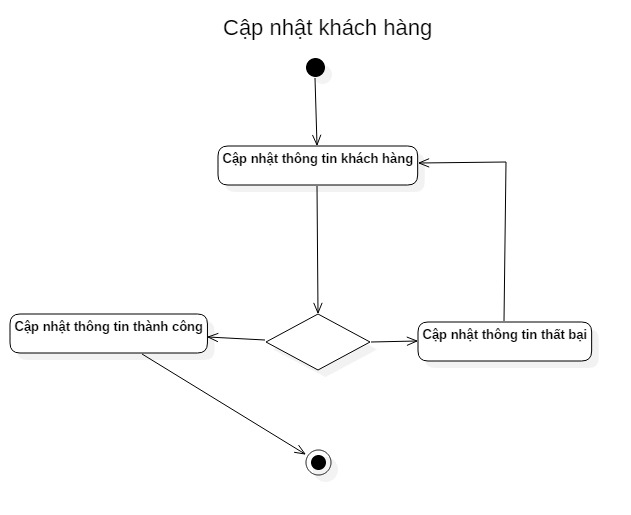 Cập nhật khách hàng
Cập nhật thông tin khách hàng
Cập nhật thông tin thành công
Cập nhật thông tin thất bại